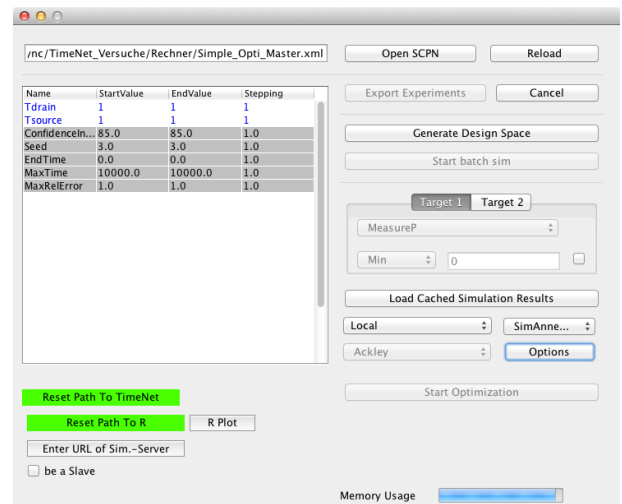 /nc/TimeNet_Versuche/Rechner/Simple_Opti_Master.xml
Open SCPN
Reload
Export Experiments
Cancel
Name StartValue EndValue Stepping
Tdrain 1 1 1
Tsource 1 1 1
ConfidenceIn... 85.0 85.0 1.0
Seed 3.0 3.0 1.0
EndTime 0.0 0.0 1.0
MaxTime 10000.0 10000.0 1.0
MaxRelError 1.0 1.0 1.0
Generate Design Space
Start batch sim
Target 1 Target 2
MeasureP
Min 0
Load Cached Simulation Results
Local SimAnne...
Ackley Options
Start Optimization
Reset Path To TimeNet
Reset Path To R R Plot
Enter URL of Sim.-Server
be a Slave
Memory Usage